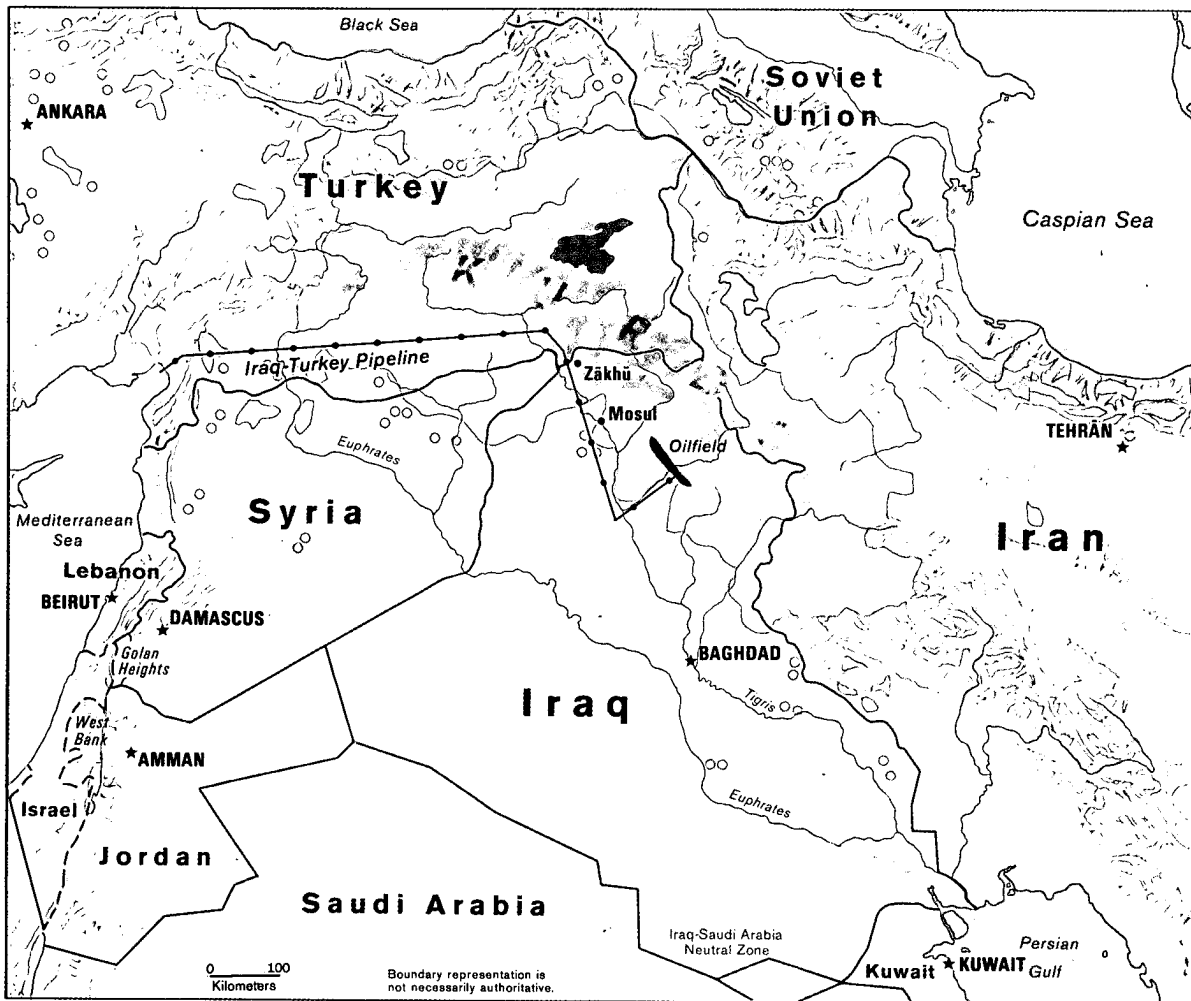 Black Sea
Soviet
Union
ANKARA
Turkey
Caspian Sea
K I R
Iraq-Turkey Pipeline
Zākhū
Mosul
TEHRĀN
Oilfield
Euphrates
Syria
Mediterranean
Sea
Iran
Lebanon
BEIRUT
DAMASCUS
Golan
Heights
BAGHDAD
Iraq
Tigris
West
Bank
AMMAN
Israel
Euphrates
Jordan
Saudi Arabia
Iraq-Saudi Arabia
Neutral Zone
Persian
Gulf
Kuwait
KUWAIT
0 100
Kilometers
Boundary representation is
not necessarily authoritative.